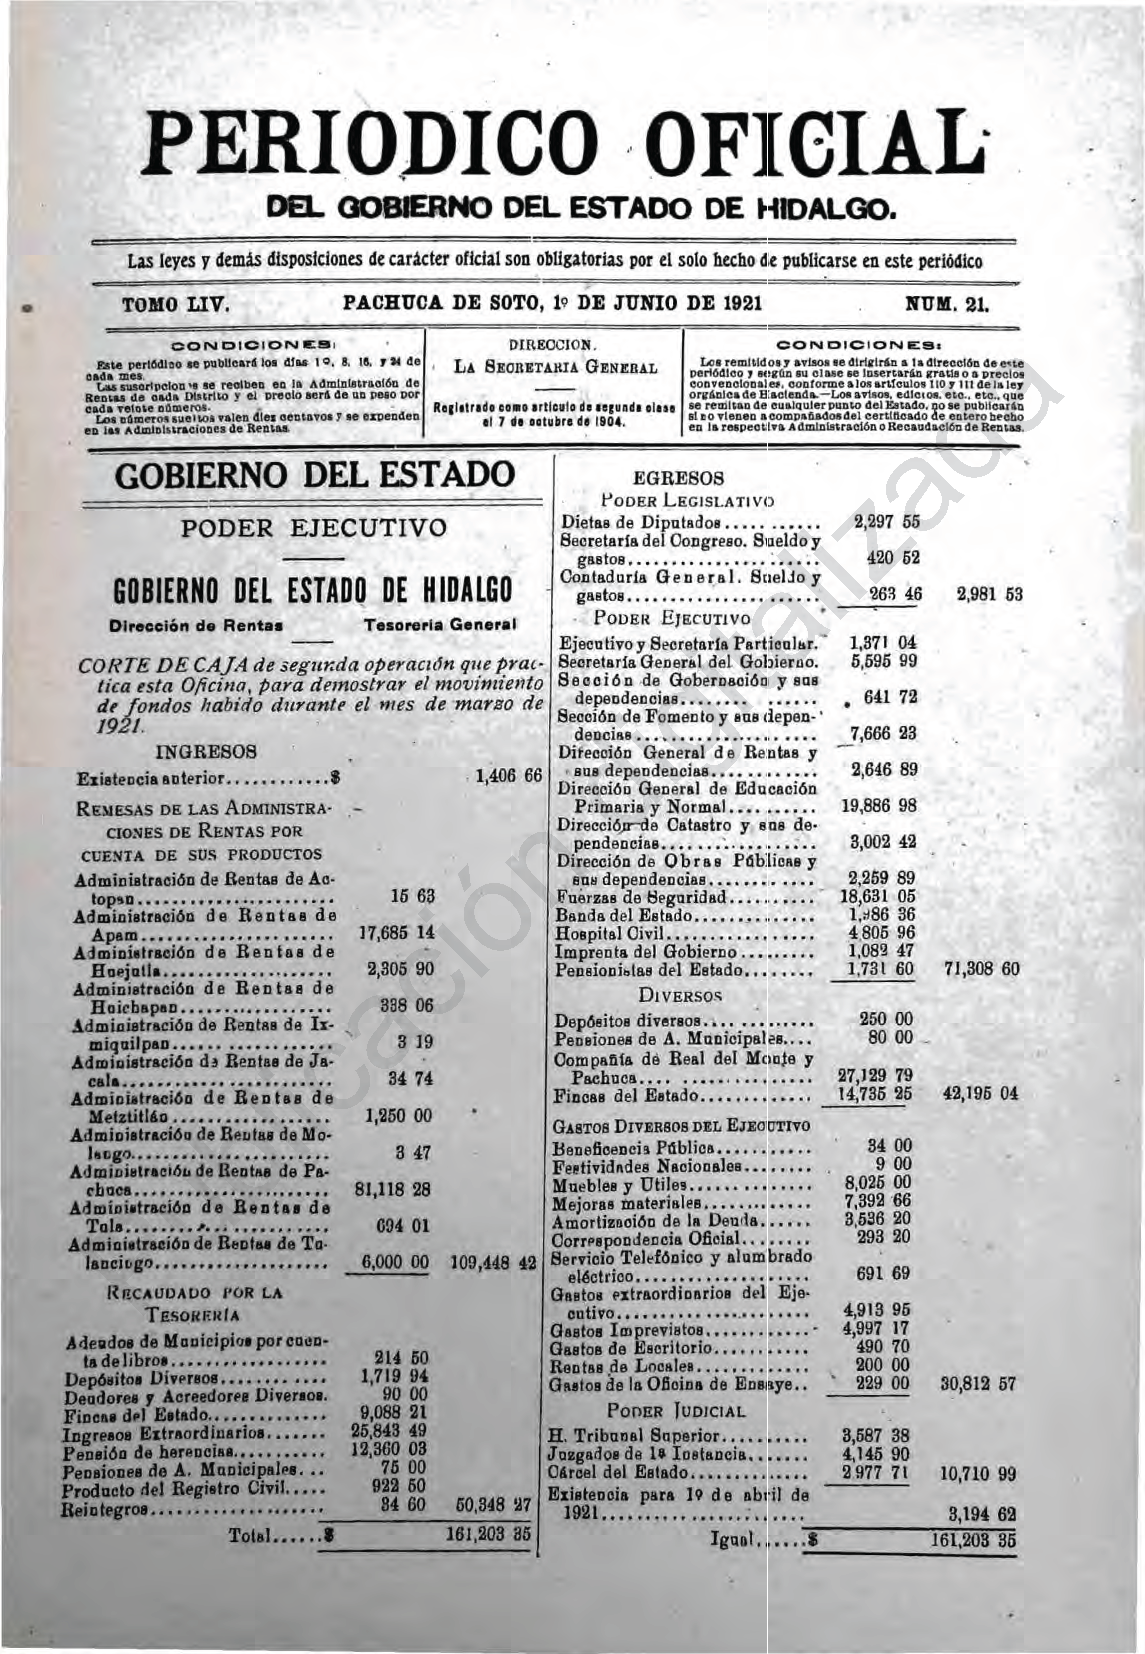 PERIODICO OFICIAL
DEL GOBIERNO DEL ESTADO DE HIDALGO.
Las leyes y demás disposiciones de carácter oficial son obligatorias por el solo hecho de publicarse en este periódico
TOMO LIV. PACHUCA DE SOTO, 1º DE JUNIO DE 1921 NUM. 21.
CONDICIONES:
Este periódico se publicará los días 1º, 8, 16, y 24 de
cada mes.
Las suscripciones se reciben en la Administración de
Rentas de cada Distrito y el precio será de un peso por
cada veinte números.
Los números sueltos valen diez centavos y se expenden
en las Administraciones de Rentas.
DIRECCION.
LA SECRETARIA GENERAL
Registrado como artículo de segunda clase
el 7 de octubre de 1904.
CONDICIONES:
Los remitidos y avisos se dirigirán a la dirección de este
periódico y según su clase se insertarán gratis o a precios
convencionales, conforme a los artículos 110 y 111 de la ley
orgánica de Hacienda.—Los avisos, edictos, etc., etc., que
se remitan de cualquier punto del Estado, no se publicarán
si no vienen acompañados del certificado de entero hecho
en la respectiva Administración o Recaudación de Rentas.
GOBIERNO DEL ESTADO
PODER EJECUTIVO
GOBIERNO DEL ESTADO DE HIDALGO
Dirección de Rentas Tesorería General
CORTE DE CAJA de segunda operación que prac-
tica esta Oficina, para demostrar el movimiento
de fondos habido durante el mes de marzo de
1921.
INGRESOS
Existencia anterior............$ 1,406 66
REMESAS DE LAS ADMINISTRA-
CIONES DE RENTAS POR
CUENTA DE SUS PRODUCTOS
Administración de Rentas de Ac-
topan...................... 15 63
Administración de Rentas de
Apam...................... 17,685 14
Administración de Rentas de
Huejutla................... 2,305 90
Administración de Rentas de
Huichapan................. 338 06
Administración de Rentas de Ix-
miquilpan.................. 3 19
Administración de Rentas de Ja-
cala........................ 34 74
Administración de Rentas de
Metztitlán.................. 1,250 00
Administración de Rentas de Mo-
lango...................... 3 47
Administración de Rentas de Pa-
chuca...................... 81,118 28
Administración de Rentas de
Tula....................... 694 01
Administración de Rentas de Tu-
lancingo.................... 6,000 00 109,448 42
RECAUDADO POR LA
TESORERIA
Adeudos de Municipios por cuen-
ta de libros.................. 214 50
Depósitos Diversos............ 1,719 94
Deudores y Acreedores Diversos. 90 00
Fincas del Estado.............. 9,088 21
Ingresos Extraordinarios....... 25,843 49
Pensión de herencias........... 12,360 03
Pensiones de A. Municipales... 75 00
Producto del Registro Civil..... 922 50
Reintegros.................... 34 60 50,348 27
Total......$ 161,203 35
EGRESOS
PODER LEGISLATIVO
Dietas de Diputados........... 2,297 55
Secretaría del Congreso. Sueldo y
gastos...................... 420 52
Contaduría General. Sueldo y
gastos...................... 263 46 2,981 53
PODER EJECUTIVO
Ejecutivo y Secretaría Particular. 1,371 04
Secretaría General del Gobierno. 5,595 99
Sección de Gobernación y sus
dependencias............... 641 72
Sección de Fomento y sus depen-
dencias.................... 7,666 23
Dirección General de Rentas y
sus dependencias............ 2,646 89
Dirección General de Educación
Primaria y Normal.......... 19,886 98
Dirección de Catastro y sus de-
pendencias................. 3,002 42
Dirección de Obras Públicas y
sus dependencias............ 2,259 89
Fuerzas de Seguridad.......... 18,631 05
Banda del Estado.............. 36
Hospital Civil................. 4 805 96
Imprenta del Gobierno......... 1,082 47
Pensionistas del Estado........ 1,731 60 71,308 60
DIVERSOS
Depósitos diversos............. 250 00
Pensiones de A. Municipales.... 80 00
Compañía de Real del Monte y
Pachuca................... 27,129 79
Fincas del Estado............. 14,735 25 42,195 04
GASTOS DIVERSOS DEL EJECUTIVO
Beneficencia Pública........... 34 00
Festividades Nacionales........ 9 00
Muebles y Utiles.............. 8,025 00
Mejoras materiales............ 7,392 66
Amortización de la Deuda...... 3,536 20
Correspondencia Oficial........ 293 20
Servicio Telefónico y alumbrado
eléctrico.................... 691 69
Gastos extraordinarios del Eje-
cutivo...................... 4,913 95
Gastos Imprevistos............ 4,997 17
Gastos de Escritorio........... 490 70
Rentas de Locales............. 200 00
Gastos de la Oficina de Ensaye.. 229 00 30,812 57
PODER JUDICIAL
H. Tribunal Superior.......... 3,587 38
Juzgados de 1ª Instancia....... 4,145 90
Cárcel del Estado............. 2.977 71 10,710 99
Existencia para 1º de abril de
1921....................... 3,194 62
Igual.......$ 161,203 35